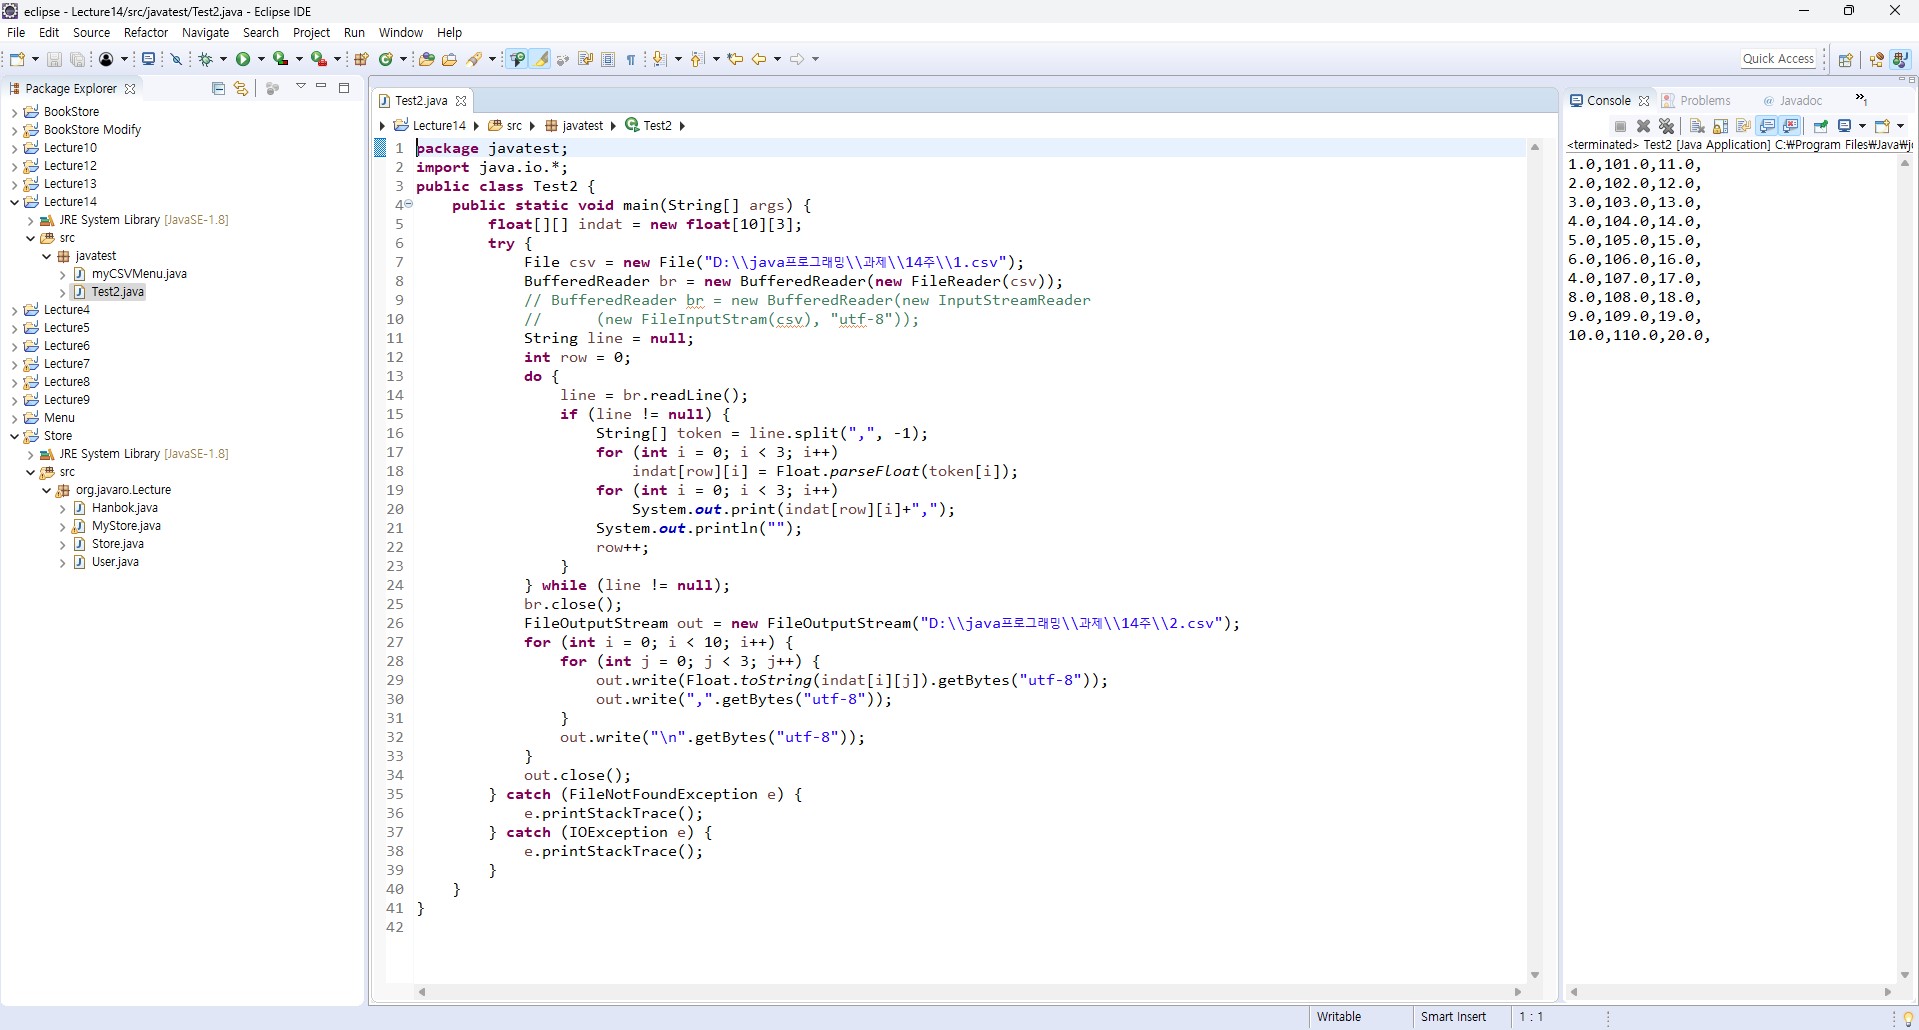 eclipse - Lecture14/src/javatest/Test2.java - Eclipse IDE
File Edit Source Refactor Navigate Search Project Run Window Help
Quick Access
Package Explorer
BookStore
BookStore Modify
Lecture10
Lecture12
Lecture13
Lecture14
JRE System Library [JavaSE-1.8]
src
javatest
myCSVMenu.java
Test2.java
Lecture4
Lecture5
Lecture6
Lecture7
Lecture8
Lecture9
Menu
Store
JRE System Library [JavaSE-1.8]
src
org.javaro.Lecture
Hanbok.java
MyStore.java
Store.java
User.java
Test2.java
Lecture14 src javatest Test2
1 package javatest;
2 import java.io.*;
3 public class Test2 {
4 public static void main(String[] args) {
5 float[][] indat = new float[10][3];
6 try {
7 File csv = new File("D:\\java프로그래밍\\과제\\14주\\1.csv");
8 BufferedReader br = new BufferedReader(new FileReader(csv));
9 // BufferedReader br = new BufferedReader(new InputStreamReader
10 // (new FileInputStram(csv), "utf-8"));
11 String line = null;
12 int row = 0;
13 do {
14 line = br.readLine();
15 if (line != null) {
16 String[] token = line.split(",", -1);
17 for (int i = 0; i < 3; i++)
18 indat[row][i] = Float.parseFloat(token[i]);
19 for (int i = 0; i < 3; i++)
20 System.out.print(indat[row][i]+",");
21 System.out.println("");
22 row++;
23 }
24 } while (line != null);
25 br.close();
26 FileOutputStream out = new FileOutputStream("D:\\java프로그래밍\\과제\\14주\\2.csv");
27 for (int i = 0; i < 10; i++) {
28 for (int j = 0; j < 3; j++) {
29 out.write(Float.toString(indat[i][j]).getBytes("utf-8"));
30 out.write(",".getBytes("utf-8"));
31 }
32 out.write("\n".getBytes("utf-8"));
33 }
34 out.close();
35 } catch (FileNotFoundException e) {
36 e.printStackTrace();
37 } catch (IOException e) {
38 e.printStackTrace();
39 }
40 }
41 }
42
Console Problems @ Javadoc »1
<terminated> Test2 [Java Application] C:₩Program Files₩Java₩j
1.0,101.0,11.0,
2.0,102.0,12.0,
3.0,103.0,13.0,
4.0,104.0,14.0,
5.0,105.0,15.0,
6.0,106.0,16.0,
4.0,107.0,17.0,
8.0,108.0,18.0,
9.0,109.0,19.0,
10.0,110.0,20.0,
Writable Smart Insert 1 : 1